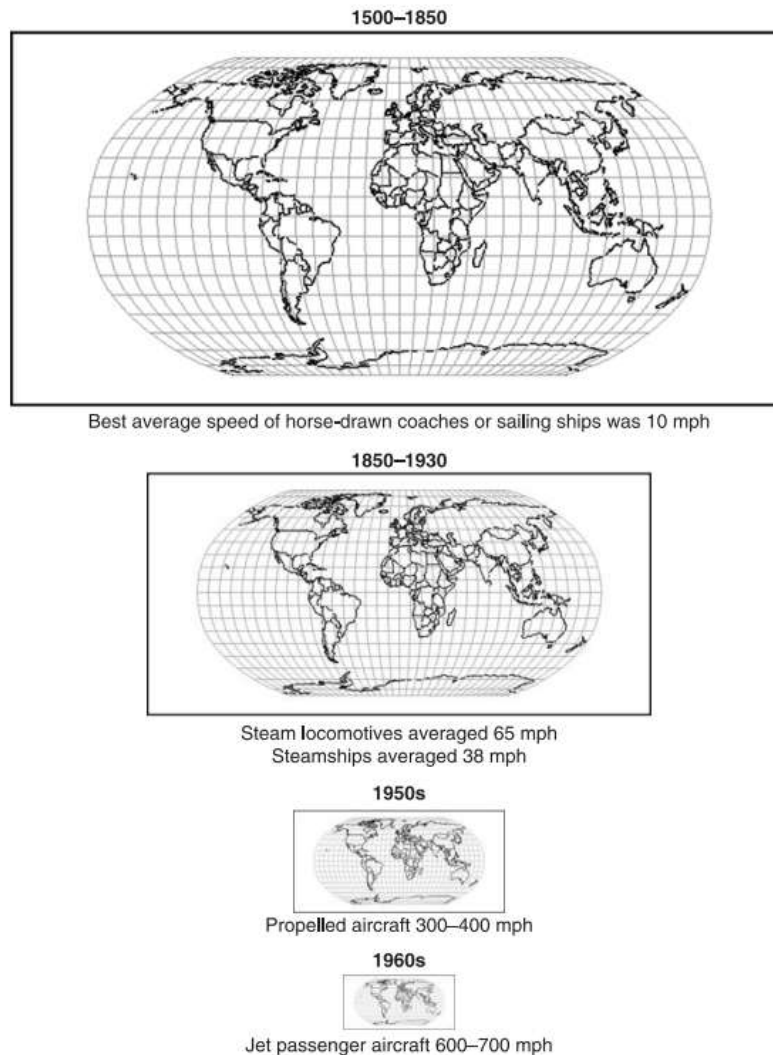 1500–1850
Best average speed of horse-drawn coaches or sailing ships was 10 mph
1850–1930
Steam locomotives averaged 65 mph
Steamships averaged 38 mph
1950s
Propelled aircraft 300–400 mph
1960s
Jet passenger aircraft 600–700 mph